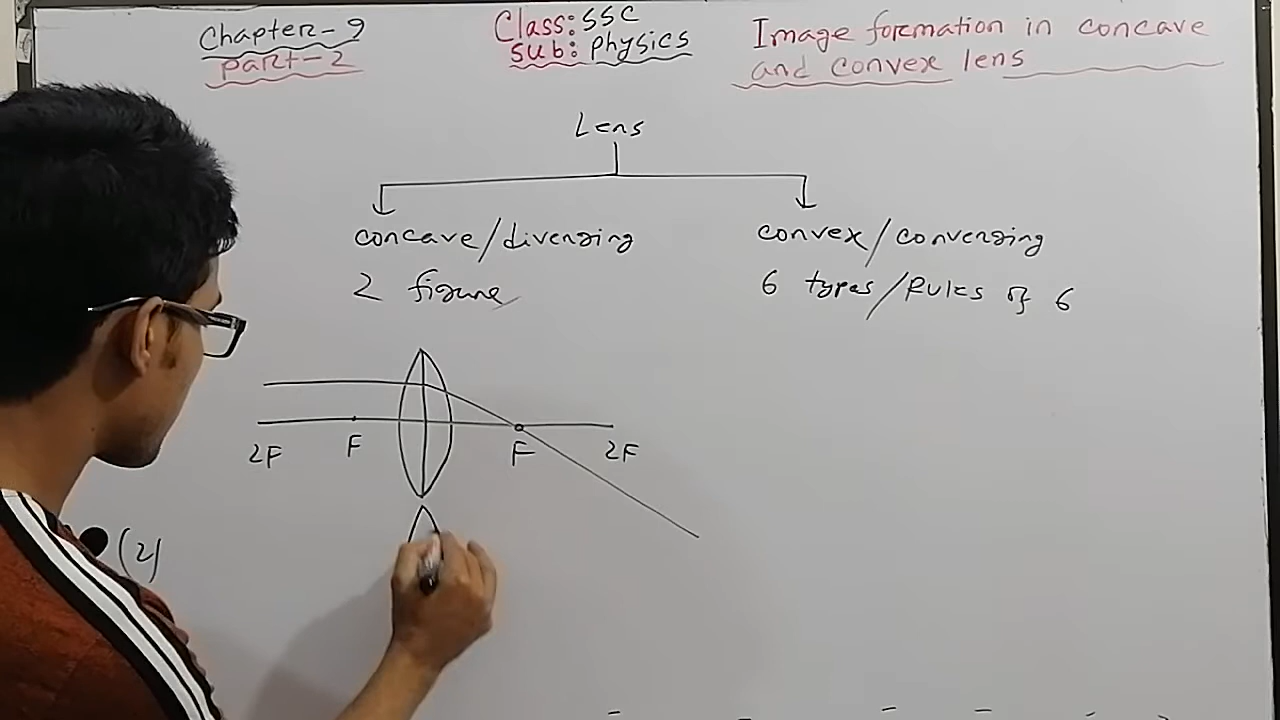 Chapter-9
Part-2
Class: SSC
Sub: Physics
Image formation in concave
and convex lens
Lens
concave/diverging
2 figure
convex/converging
6 types/Rules of 6
2F F F 2F
(2)